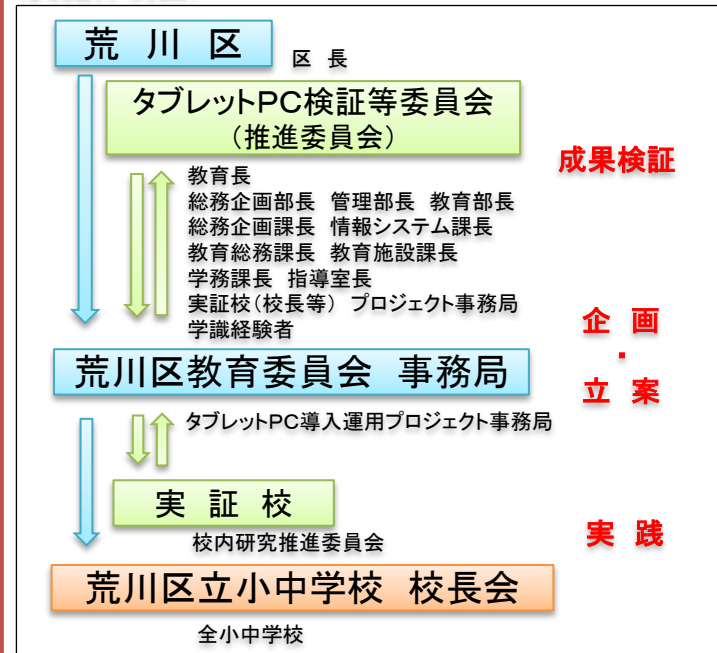 荒 川 区
区 長
タブレットPC検証等委員会
（推進委員会）
成果検証
教育長
総務企画部長 管理部長 教育部長
総務企画課長 情報システム課長
教育総務課長 教育施設課長
学務課長 指導室長
実証校（校長等） プロジェクト事務局
学識経験者
企 画
・
立 案
荒川区教育委員会 事務局
タブレットPC導入運用プロジェクト事務局
実 証 校
校内研究推進委員会
実 践
荒川区立小中学校 校長会
全小中学校